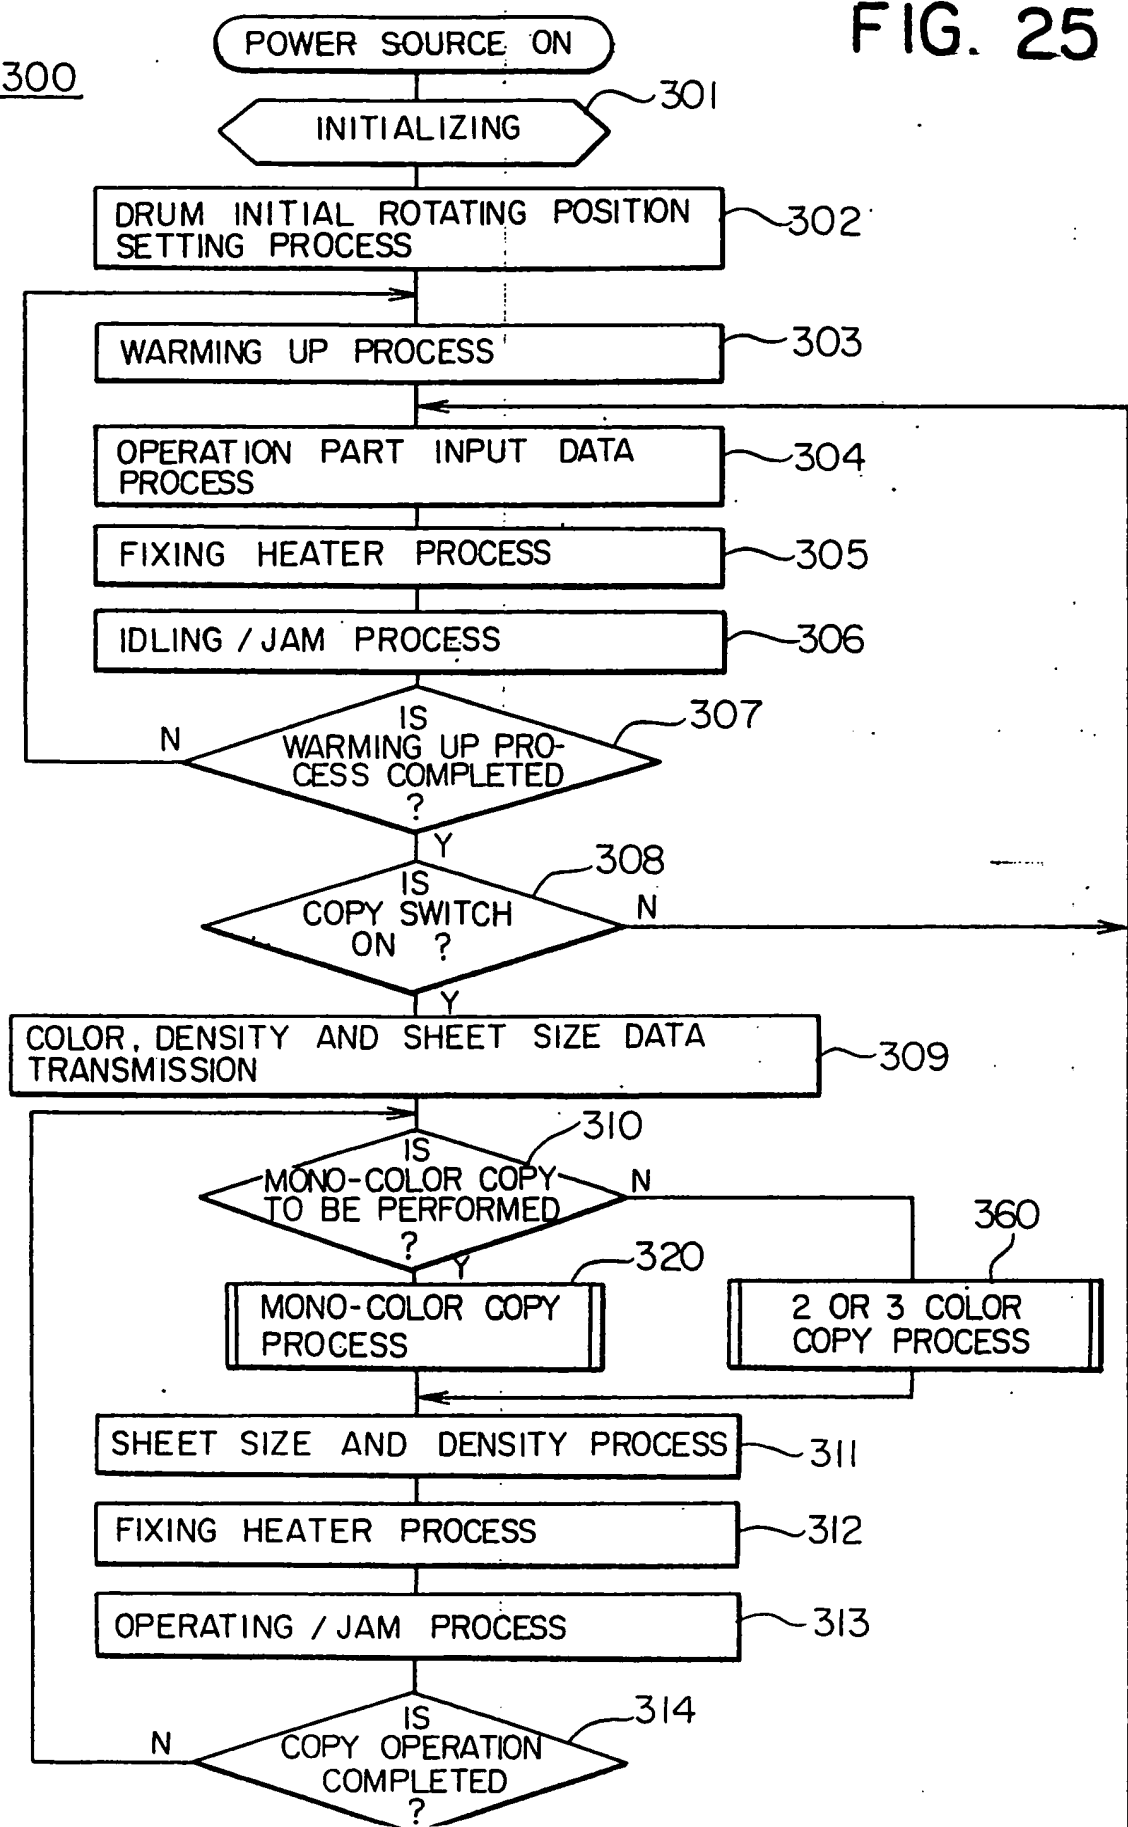 FIG. 25
300
POWER SOURCE ON
INITIALIZING
301
DRUM INITIAL ROTATING POSITION
SETTING PROCESS
302
WARMING UP PROCESS
303
OPERATION PART INPUT DATA
PROCESS
304
FIXING HEATER PROCESS
305
IDLING / JAM PROCESS
306
IS
WARMING UP PRO-
CESS COMPLETED
?
307
N
Y
IS
COPY SWITCH
ON ?
308
N
Y
COLOR, DENSITY AND SHEET SIZE DATA
TRANSMISSION
309
IS
MONO-COLOR COPY
TO BE PERFORMED
?
310
N
Y
MONO-COLOR COPY
PROCESS
320
2 OR 3 COLOR
COPY PROCESS
360
SHEET SIZE AND DENSITY PROCESS
311
FIXING HEATER PROCESS
312
OPERATING / JAM PROCESS
313
IS
COPY OPERATION
COMPLETED
?
314
N